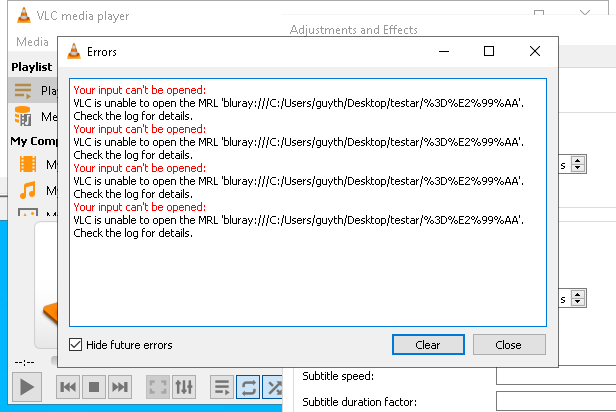 VLC media player
Adjustments and Effects
Media
Errors
Playlist
Pla
Me
My Comp
My
My
My
Your input can't be opened:
VLC is unable to open the MRL 'bluray:///C:/Users/guyth/Desktop/testar/%3D%E2%99%AA'.
Check the log for details.
Your input can't be opened:
VLC is unable to open the MRL 'bluray:///C:/Users/guyth/Desktop/testar/%3D%E2%99%AA'.
Check the log for details.
Your input can't be opened:
VLC is unable to open the MRL 'bluray:///C:/Users/guyth/Desktop/testar/%3D%E2%99%AA'.
Check the log for details.
Your input can't be opened:
VLC is unable to open the MRL 'bluray:///C:/Users/guyth/Desktop/testar/%3D%E2%99%AA'.
Check the log for details.
s
s
Hide future errors
Clear
Close
--:--
Subtitle speed:
Subtitle duration factor: